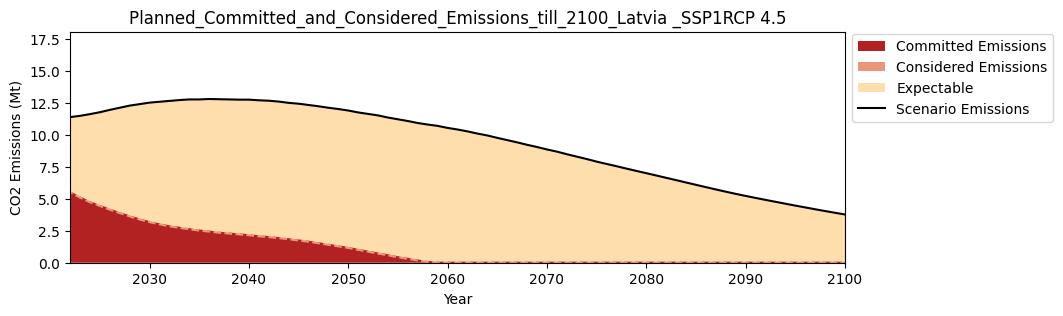 Planned_Committed_and_Considered_Emissions_till_2100_Latvia _SSP1RCP 4.5
17.5
15.0
12.5
10.0
7.5
5.0
2.5
0.0
CO2 Emissions (Mt)
2030
2040
2050
2060
2070
2080
2090
2100
Year
Committed Emissions
Considered Emissions
Expectable
Scenario Emissions